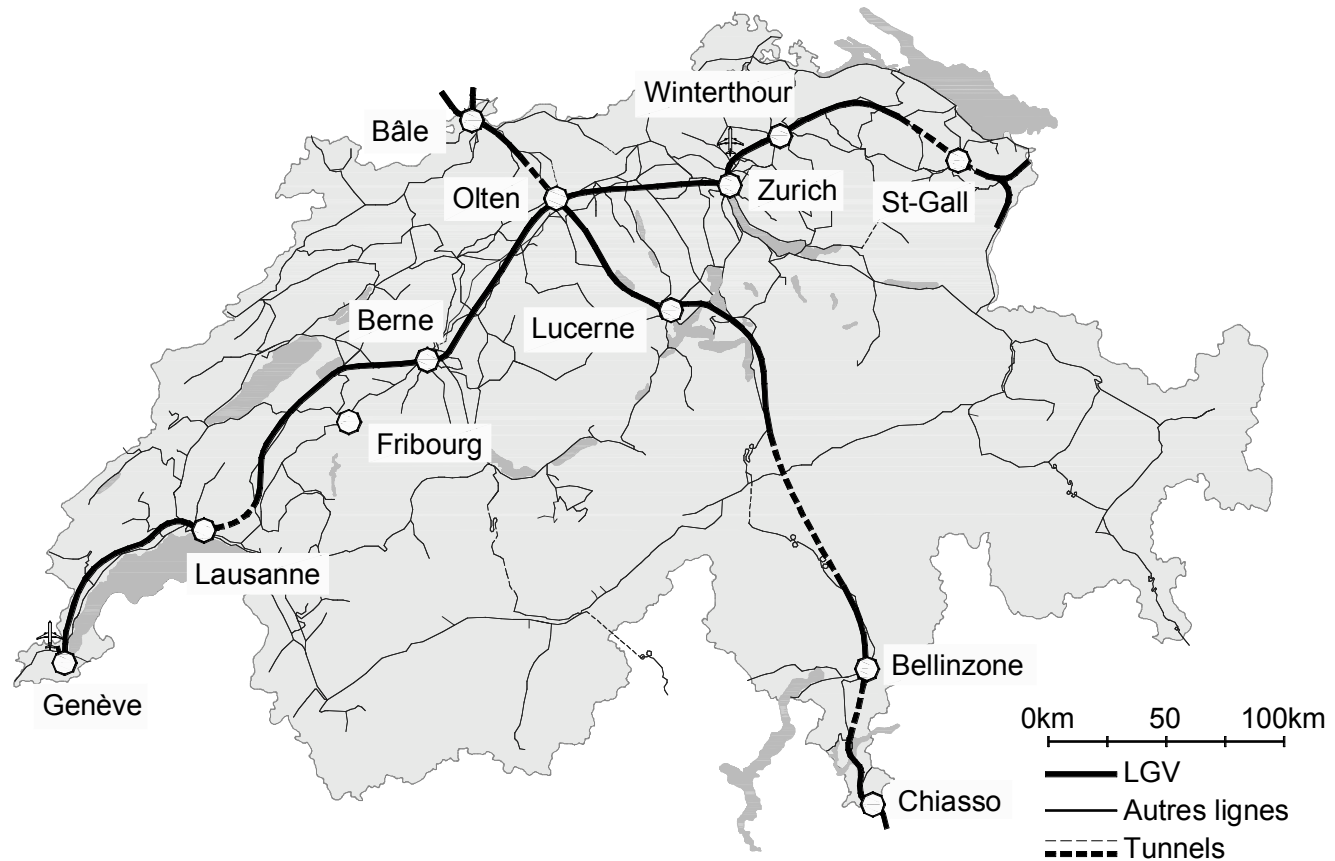 Winterthour
Bâle
Olten
Zurich
St-Gall
Berne
Lucerne
Fribourg
Lausanne
Bellinzone
Genève
0km 50 100km
LGV
Chiasso
Autres lignes
Tunnels